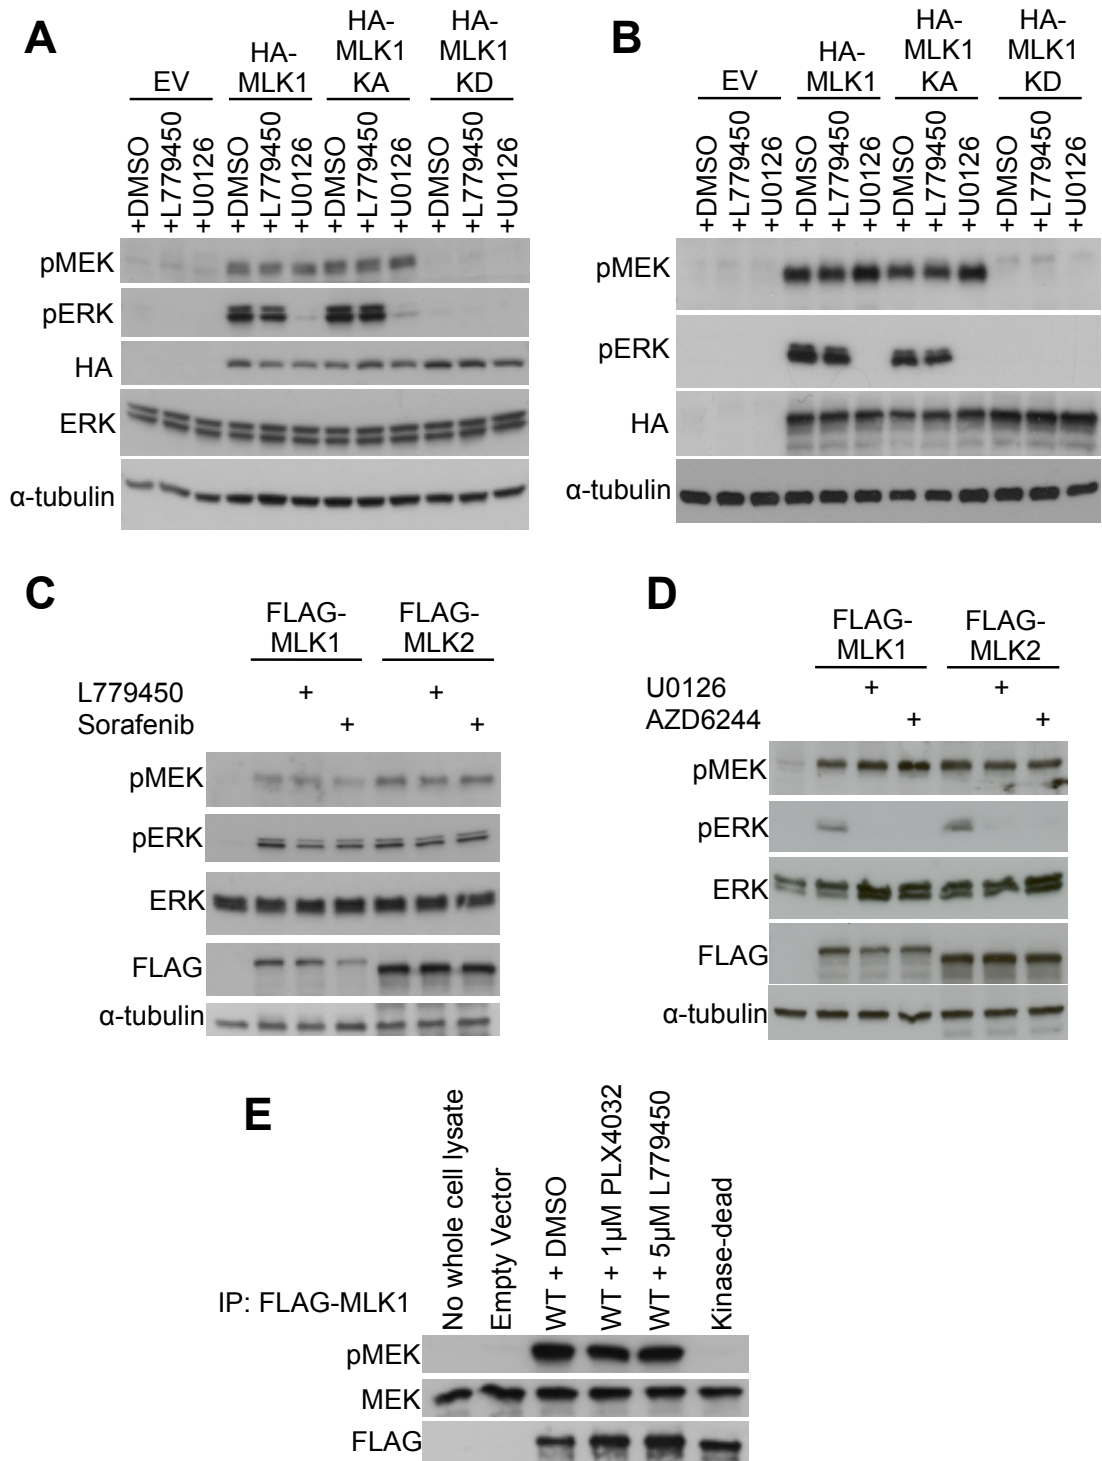 A
EV
HA-
MLK1
HA-
MLK1
KA
HA-
MLK1
KD
+DMSO
+L779450
+U0126
+DMSO
+L779450
+U0126
+DMSO
+L779450
+U0126
+DMSO
+L779450
+U0126
pMEK
pERK
HA
ERK
α-tubulin
B
EV
HA-
MLK1
HA-
MLK1
KA
HA-
MLK1
KD
+DMSO
+L779450
+U0126
+DMSO
+L779450
+U0126
+DMSO
+L779450
+U0126
+DMSO
+L779450
+U0126
pMEK
pERK
HA
α-tubulin
C
FLAG-
MLK1
FLAG-
MLK2
L779450 + +
Sorafenib + +
pMEK
pERK
ERK
FLAG
α-tubulin
D
FLAG-
MLK1
FLAG-
MLK2
U0126 + +
AZD6244 + +
pMEK
pERK
ERK
FLAG
α-tubulin
E
No whole cell lysate
Empty Vector
WT + DMSO
WT + 1µM PLX4032
WT + 5µM L779450
Kinase-dead
IP: FLAG-MLK1
pMEK
MEK
FLAG